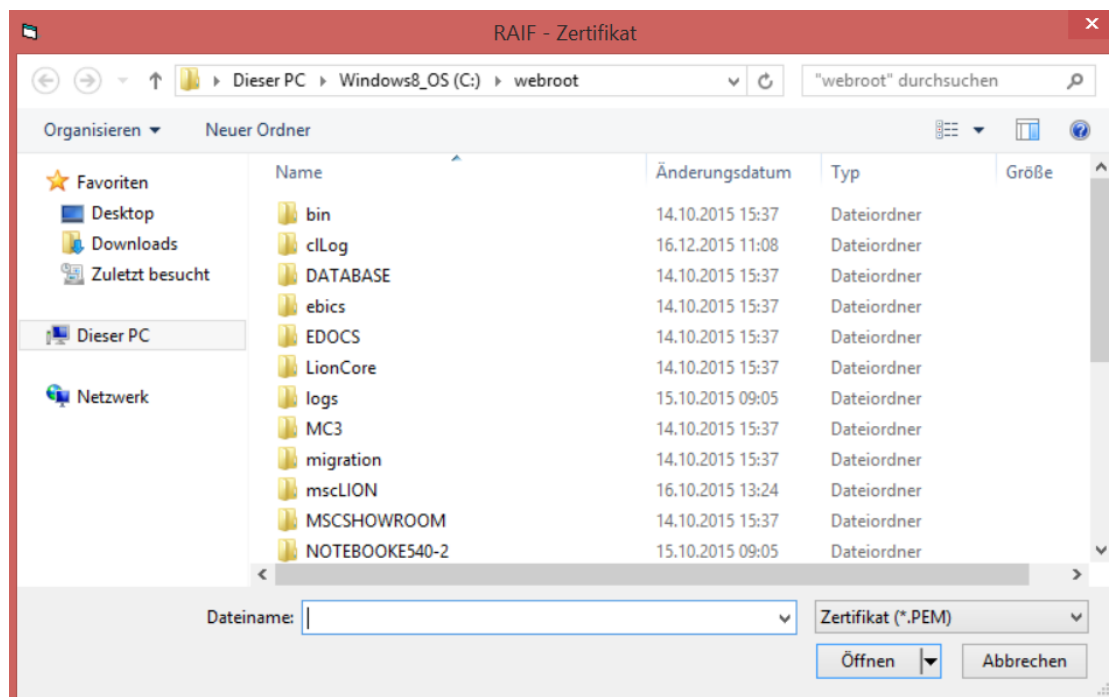 RAIF - Zertifikat
Dieser PC Windows8_OS (C:) webroot "webroot" durchsuchen
Organisieren Neuer Ordner
Name Änderungsdatum Typ Größe
Favoriten
Desktop
Downloads
Zuletzt besucht
Dieser PC
Netzwerk
bin 14.10.2015 15:37 Dateiordner
clLog 16.12.2015 11:08 Dateiordner
DATABASE 14.10.2015 15:37 Dateiordner
ebics 14.10.2015 15:37 Dateiordner
EDOCS 14.10.2015 15:37 Dateiordner
LionCore 14.10.2015 15:37 Dateiordner
logs 15.10.2015 09:05 Dateiordner
MC3 14.10.2015 15:37 Dateiordner
migration 14.10.2015 15:37 Dateiordner
mscLION 16.10.2015 13:24 Dateiordner
MSCSHOWROOM 14.10.2015 15:37 Dateiordner
NOTEBOOKE540-2 15.10.2015 09:05 Dateiordner
Dateiname: Zertifikat (*.PEM)
Öffnen Abbrechen